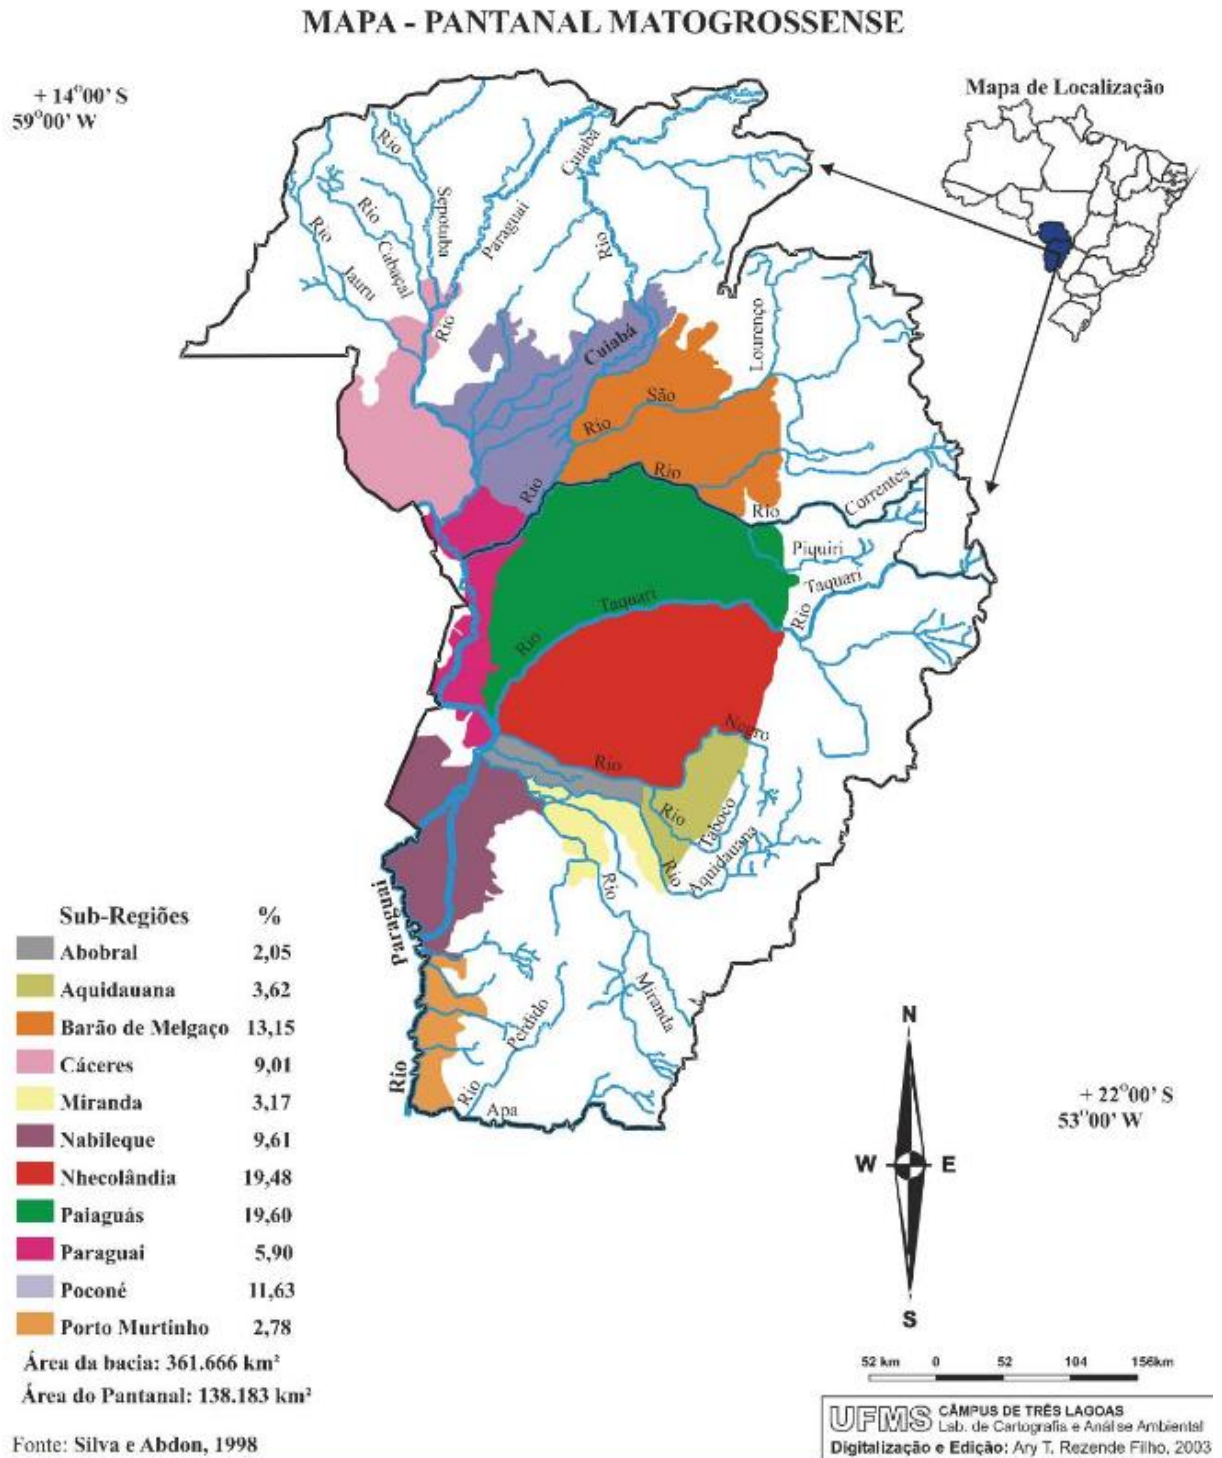 MAPA - PANTANAL MATOGROSSENSE
+ 14°00' S
59°00' W
Mapa de Localização
Rio
Sepotuba
Rio
Cabaçal
Rio
Jauru
Paraguai
Rio
Cuiabá
Rio
Cuiabá
Lourenço
São
Rio
Rio
Rio
Correntes
Rio
Piquiri
Taquari
Rio
Taquari
Rio
Negro
Rio
Rio
Taboco
Aquidauana
Rio
Rio
Miranda
Perdido
Rio
Apa
Paraguai
Rio
Sub-Regiões %
Abobral 2,05
Aquidauana 3,62
Barão de Melgaço 13,15
Cáceres 9,01
Miranda 3,17
Nabileque 9,61
Nhecolândia 19,48
Paiaguás 19,60
Paraguai 5,90
Poconé 11,63
Porto Murtinho 2,78
Área da bacia: 361.666 km²
Área do Pantanal: 138.183 km²
Fonte: Silva e Abdon, 1998
+ 22°00' S
53°00' W
N
W E
S
52 km 0 52 104 156km
UFMS CÂMPUS DE TRÊS LAGOAS
Lab. de Cartografia e Análise Ambiental
Digitalização e Edição: Ary T. Rezende Filho, 2003